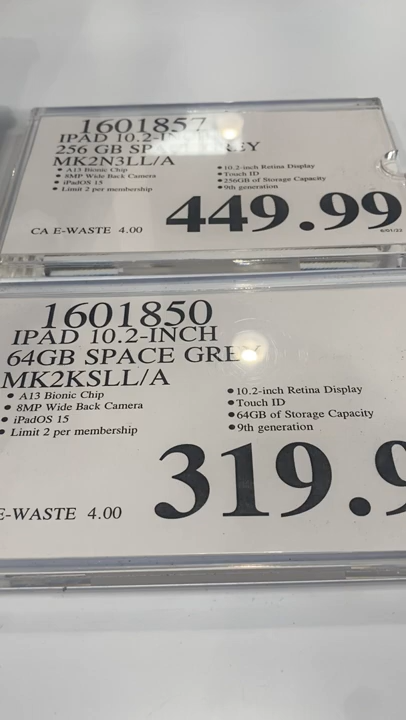 1601857
IPAD 10.2-INCH
256 GB SPACE GREY
MK2N3LL/A
• A13 Bionic Chip
• 8MP Wide Back Camera
• iPadOS 15
• Limit 2 per membership
• 10.2-inch Retina Display
• Touch ID
• 256GB of Storage Capacity
• 9th generation
CA E-WASTE 4.00
449.99
1601850
IPAD 10.2-INCH
64GB SPACE GREY
MK2KSLL/A
• A13 Bionic Chip
• 8MP Wide Back Camera
• iPadOS 15
• Limit 2 per membership
• 10.2-inch Retina Display
• Touch ID
• 64GB of Storage Capacity
• 9th generation
E-WASTE 4.00
319.9